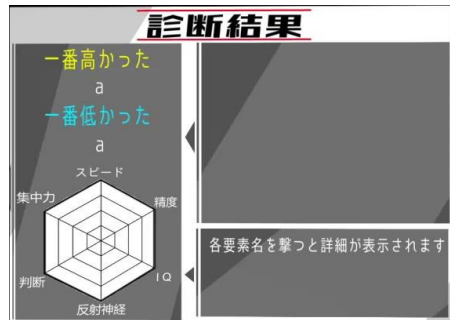 診断結果
一番高かった
a
一番低かった
a
スピード
集中力
精度
判断
IQ
反射神経
各要素名を撃つと詳細が表示されます